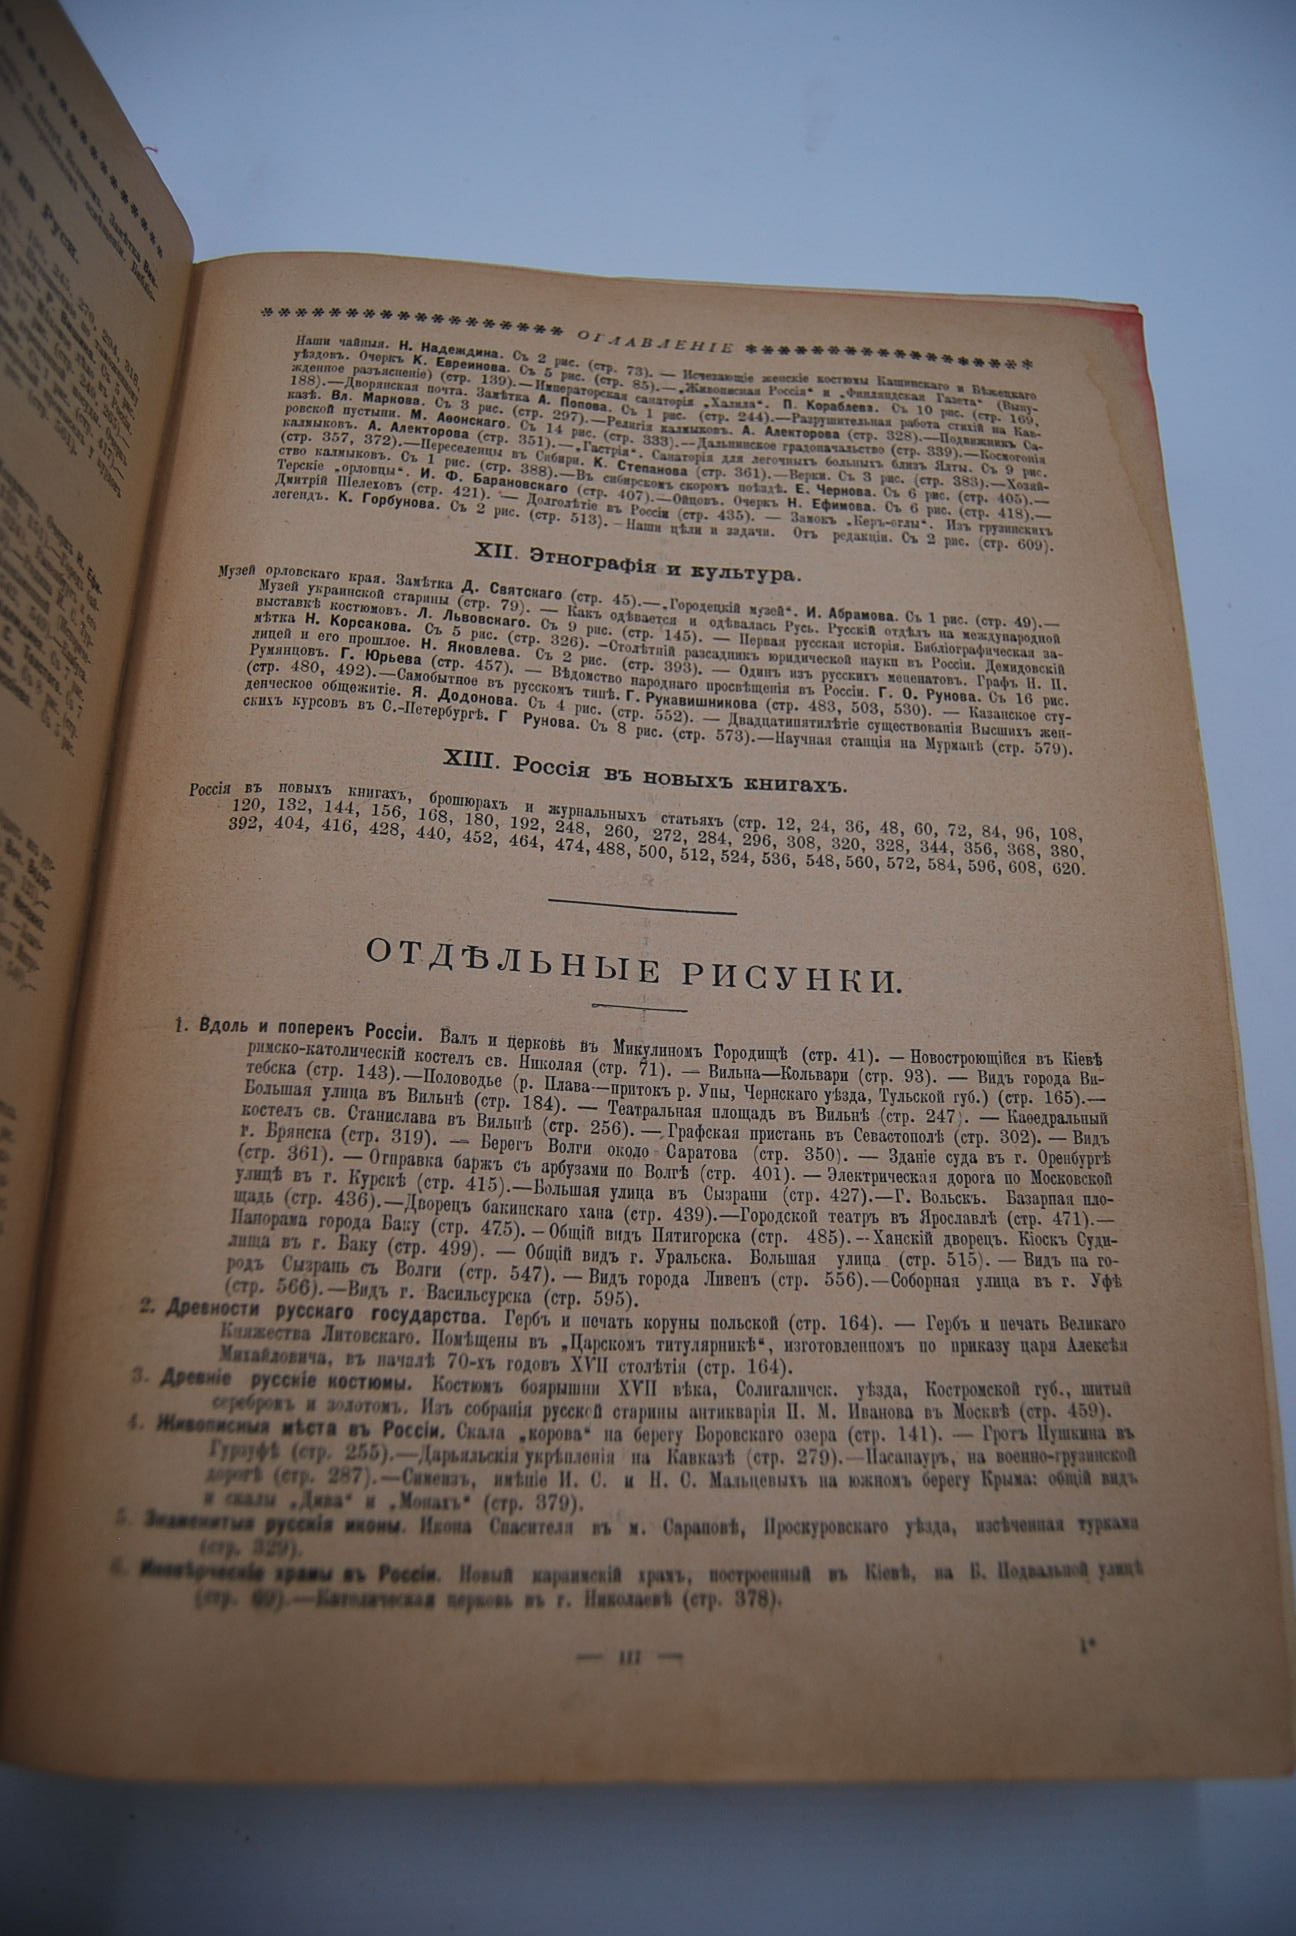 на Руси.
ОГЛАВЛЕНІЕ
Наши чайныя. Н. Надеждина. Съ 2 рис. (стр. 73). — Исчезающіе женскіе костюмы Кашинскаго и Бѣжецкаго
уѣздовъ. Очеркъ К. Евреинова. Съ 5 рис. (стр. 85).—„Живописная Россія“ и „Финляндская Газета“ (Выну-
жденное разъясненіе) (стр. 139).—Императорская санаторія „Халила“. П. Кораблева. Съ 10 рис. (стр. 169,
188).—Дворянская почта. Замѣтка А. Попова. Съ 1 рис. (стр. 244).—Разрушительная работа стихій на Кав-
казѣ. Вл. Маркова. Съ 3 рис. (стр. 297).—Религія калмыковъ. А. Алекторова (стр. 328).—Подвижникъ Са-
ровской пустыни. М. Аѳонскаго. Съ 14 рис. (стр. 333).—Дальнинское градоначальство (стр. 339).—Космогонія
калмыковъ. А. Алекторова (стр. 351).—„Гастрія“. Санаторія для легочныхъ больныхъ близъ Ялты. Съ 9 рис.
(стр. 357, 372).—Переселенцы въ Сибири. К. Степанова (стр. 361).—Верки. Съ 3 рис. (стр. 383).—Хозяй-
ство калмыковъ. Съ 1 рис. (стр. 388).—Въ сибирскомъ скоромъ поѣздѣ. Е. Чернова. Съ 6 рис. (стр. 405).—
Терскіе „орловцы“. И. Ф. Барановскаго (стр. 407).—Ойцовъ. Очеркъ Н. Ефимова. Съ 6 рис. (стр. 418).—
Дмитрій Шелеховъ (стр. 421). — Долголѣтіе въ Россіи (стр. 435). — Замокъ „Керъ-оглы“. Изъ грузинскихъ
легендъ. К. Горбунова. Съ 2 рис. (стр. 513). — Наши цѣли и задачи. Отъ редакціи. Съ 2 рис. (стр. 609).
XII. Этнографія и культура.
Музей орловскаго края. Замѣтка Д. Святскаго (стр. 45).—„Городецкій музей“. И. Абрамова. Съ 1 рис. (стр. 49).—
Музей украинской старины (стр. 79). — Какъ одѣвается и одѣвалась Русь. Русскій отдѣлъ на международной
выставкѣ костюмовъ. Л. Львовскаго. Съ 9 рис. (стр. 145). — Первая русская исторія. Библіографическая за-
мѣтка Н. Корсакова. Съ 5 рис. (стр. 326). —Столѣтній разсадникъ юридической науки въ Россіи. Демидовскій
лицей и его прошлое. Н. Яковлева. Съ 2 рис. (стр. 393). — Одинъ изъ русскихъ меценатовъ. Графъ Н. П.
Румянцовъ. Г. Юрьева (стр. 457). — Вѣдомство народнаго просвѣщенія въ Россіи. Г. О. Рунова. Съ 16 рис.
(стр. 480, 492).—Самобытное въ русскомъ типѣ. Г. Рукавишникова (стр. 483, 503, 530). — Казанское сту-
денческое общежитіе. Я. Додонова. Съ 4 рис. (стр. 552). — Двадцатипятилѣтіе существованія Высшихъ жен-
скихъ курсовъ въ С.-Петербургѣ. Г Рунова. Съ 8 рис. (стр. 573).—Научная станція на Мурманѣ (стр. 579).
XIII. Россія въ новыхъ книгахъ.
Россія въ новыхъ книгахъ, брошюрахъ и журнальныхъ статьяхъ (стр. 12, 24, 36, 48, 60, 72, 84, 96, 108,
120, 132, 144, 156, 168, 180, 192, 248, 260, 272, 284, 296, 308, 320, 328, 344, 356, 368, 380,
392, 404, 416, 428, 440, 452, 464, 474, 488, 500, 512, 524, 536, 548, 560, 572, 584, 596, 608, 620.
ОТДѢЛЬНЫЕ РИСУНКИ.
1. Вдоль и поперекъ Россіи. Валъ и церковь въ Микулиномъ Городищѣ (стр. 41). — Новостроющійся въ Кіевѣ
римско-католическій костелъ св. Николая (стр. 71). — Вильна—Кольвари (стр. 93). — Видъ города Ви-
тебска (стр. 143).—Половодье (р. Плава—притокъ р. Упы, Чернскаго уѣзда, Тульской губ.) (стр. 165).—
Большая улица въ Вильнѣ (стр. 184). — Театральная площадь въ Вильнѣ (стр. 247). — Каѳедральный
костелъ св. Станислава въ Вильнѣ (стр. 256). — Графская пристань въ Севастополѣ (стр. 302). — Видъ
г. Брянска (стр. 319). — Берегъ Волги около Саратова (стр. 350). — Зданіе суда въ г. Оренбургѣ
(стр. 361). — Отправка баржъ съ арбузами по Волгѣ (стр. 401). — Электрическая дорога по Московской
улицѣ въ г. Курскѣ (стр. 415).—Большая улица въ Сызрани (стр. 427).—Г. Вольскъ. Базарная пло-
щадь (стр. 436).—Дворецъ бакинскаго хана (стр. 439).—Городской театръ въ Ярославлѣ (стр. 471).—
Панорама города Баку (стр. 475). – Общій видъ Пятигорска (стр. 485). – Ханскій дворецъ. Кіоскъ Суди-
лища въ г. Баку (стр. 499). — Общій видъ г. Уральска. Большая улица (стр. 515). — Видъ на го-
родъ Сызрань съ Волги (стр. 547). — Видъ города Ливенъ (стр. 556).—Соборная улица въ г. Уфѣ
(стр. 566).—Видъ г. Васильсурска (стр. 595).
2. Древности русскаго государства. Гербъ и печать коруны польской (стр. 164). — Гербъ и печать Великаго
Княжества Литовскаго. Помѣщены въ „Царскомъ титулярникѣ“, изготовленномъ по приказу царя Алексѣя
Михайловича, въ началѣ 70-хъ годовъ XVII столѣтія (стр. 164).
3. Древніе русскіе костюмы. Костюмъ боярышни XVII вѣка, Солигаличск. уѣзда, Костромской губ., шитый
серебромъ и золотомъ. Изъ собранія русской старины антикварія П. М. Иванова въ Москвѣ (стр. 459).
4. Живописныя мѣста въ Россіи. Скала „корова“ на берегу Боровскаго озера (стр. 141). — Гротъ Пушкина въ
Гурзуфѣ (стр. 255).—Дарьяльскія укрѣпленія на Кавказѣ (стр. 279).—Пасанауръ, на военно-грузинской
дорогѣ (стр. 287).—Симеизъ, имѣніе И. С. и Н. С. Мальцевыхъ на южномъ берегу Крыма: общій видъ
и скалы „Дива“ и „Монахъ“ (стр. 379).
5. Знаменитыя русскія иконы. Икона Спасителя въ м. Сарановѣ, Проскуровскаго уѣзда, изсѣченная турками
(стр. 329).
6. Иновѣрческіе храмы въ Россіи. Новый караимскій храмъ, построенный въ Кіевѣ, на Б. Подвальной улицѣ
(стр. 69).—Католическая церковь въ г. Николаевѣ (стр. 378).
— III —
1*